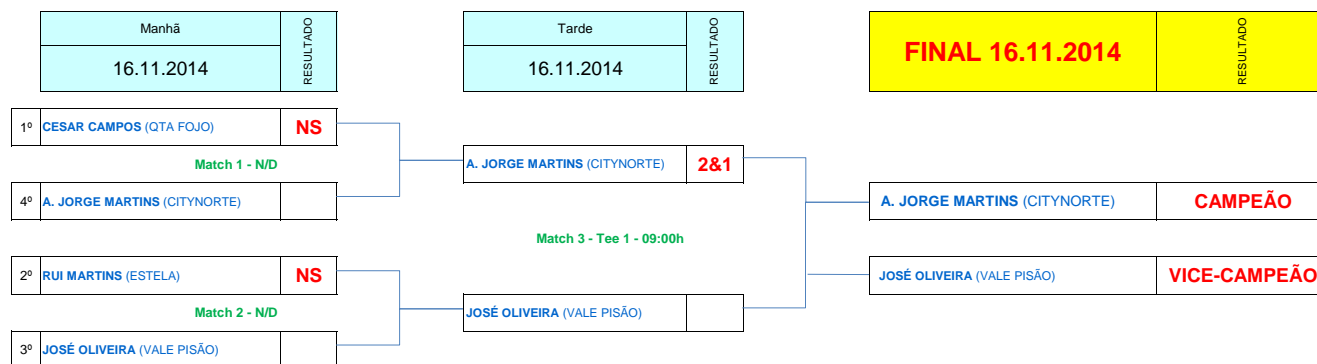 Manhã
16.11.2014
RESULTADO
Tarde
16.11.2014
RESULTADO
FINAL 16.11.2014
RESULTADO
1º CESAR CAMPOS (QTA FOJO) NS
Match 1 - N/D
4º A. JORGE MARTINS (CITYNORTE)
2º RUI MARTINS (ESTELA) NS
Match 2 - N/D
3º JOSÉ OLIVEIRA (VALE PISÃO)
A. JORGE MARTINS (CITYNORTE) 2&1
Match 3 - Tee 1 - 09:00h
JOSÉ OLIVEIRA (VALE PISÃO)
A. JORGE MARTINS (CITYNORTE) CAMPEÃO
JOSÉ OLIVEIRA (VALE PISÃO) VICE-CAMPEÃO